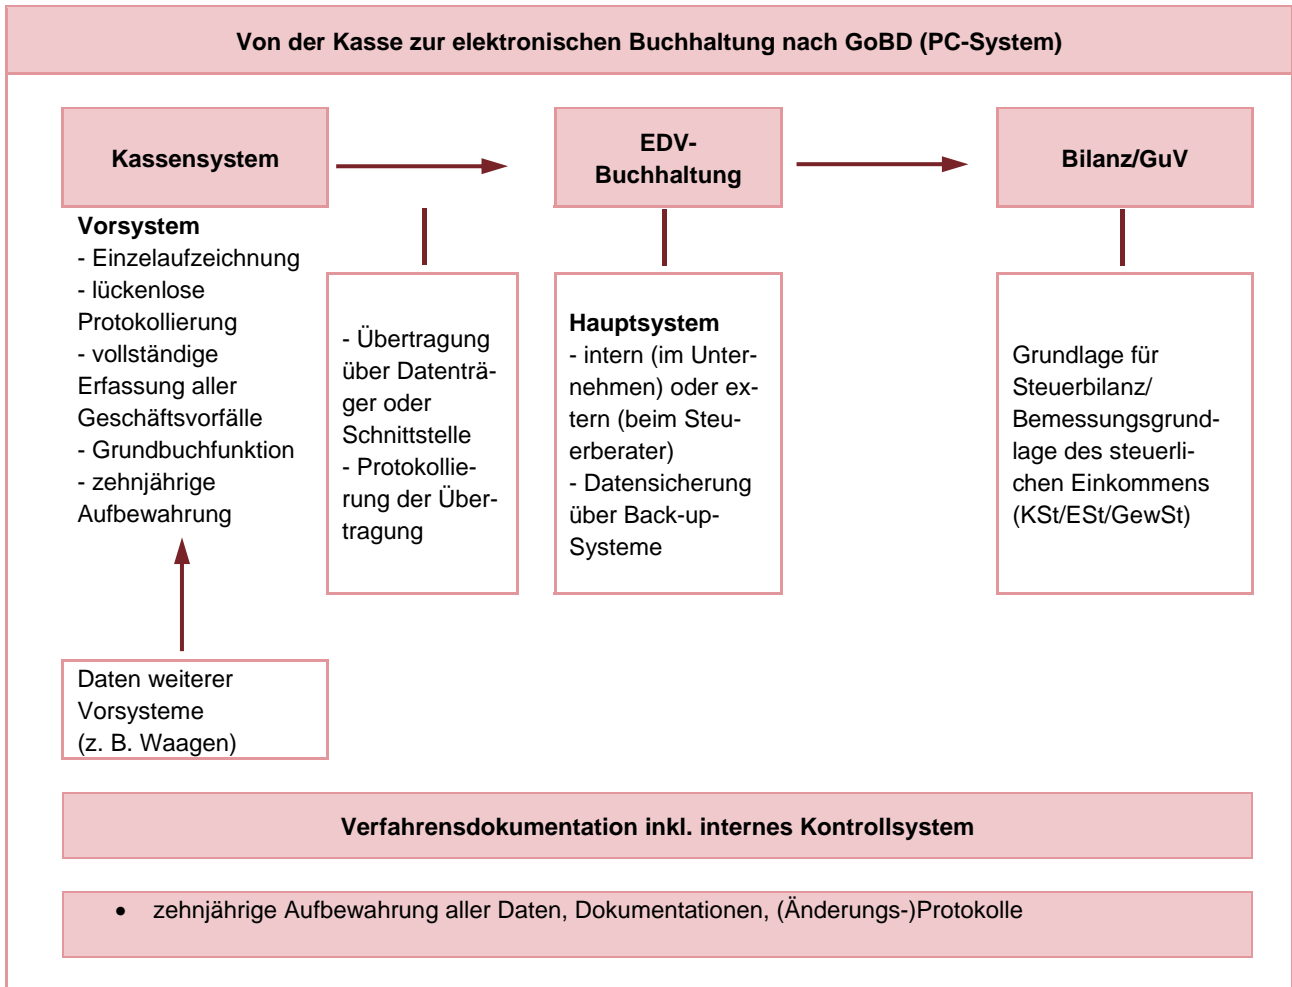 Von der Kasse zur elektronischen Buchhaltung nach GoBD (PC-System)
Kassensystem
EDV-
Buchhaltung
Bilanz/GuV
Vorsystem
- Einzelaufzeichnung
- lückenlose
Protokollierung
- vollständige
Erfassung aller
Geschäftsvorfälle
- Grundbuchfunktion
- zehnjährige
Aufbewahrung
- Übertragung
über Datenträ-
ger oder
Schnittstelle
- Protokollie-
rung der Über-
tragung
Hauptsystem
- intern (im Unter-
nehmen) oder ex-
tern (beim Steu-
erberater)
- Datensicherung
über Back-up-
Systeme
Grundlage für
Steuerbilanz/
Bemessungsgrund-
lage des steuerli-
chen Einkommens
(KSt/ESt/GewSt)
Daten weiterer
Vorsysteme
(z. B. Waagen)
Verfahrensdokumentation inkl. internes Kontrollsystem
• zehnjährige Aufbewahrung aller Daten, Dokumentationen, (Änderungs-)Protokolle